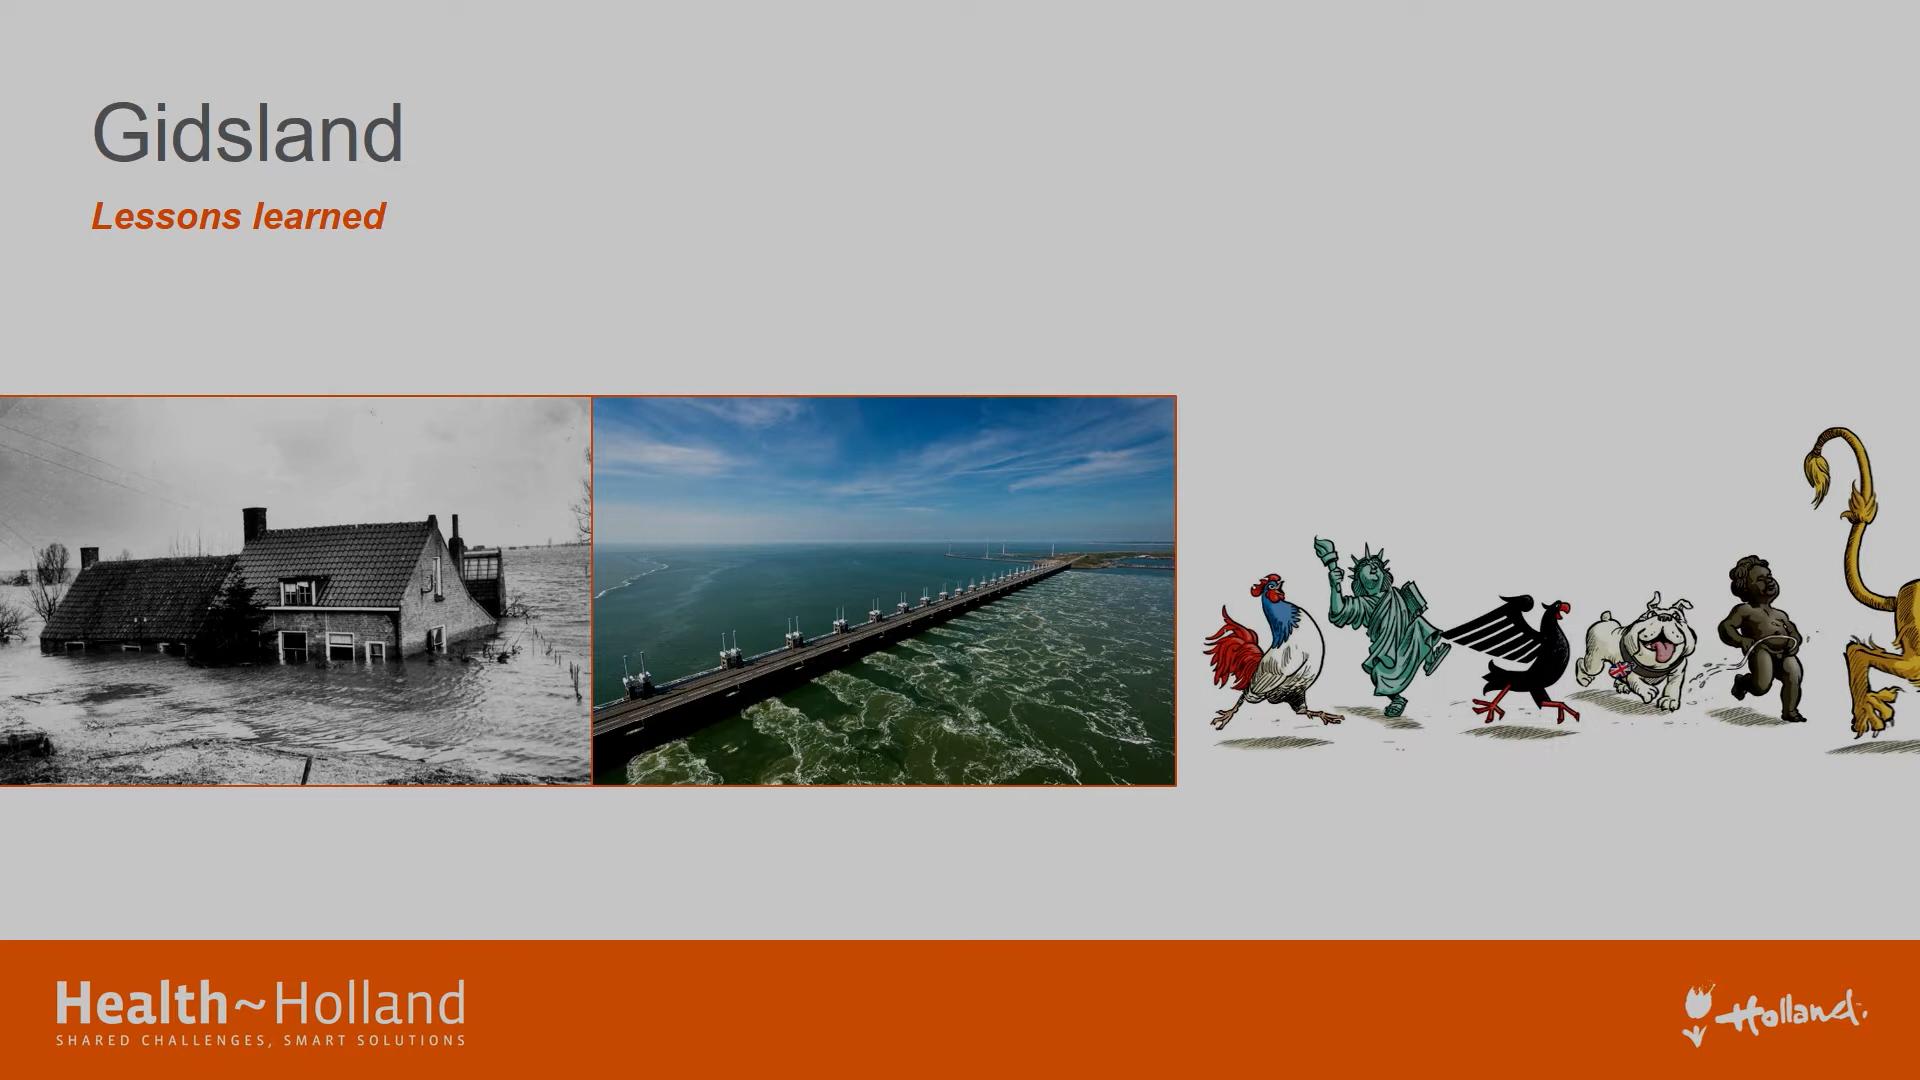 Gidsland
Lessons learned
Health~Holland
SHARED CHALLENGES, SMART SOLUTIONS
Holland.